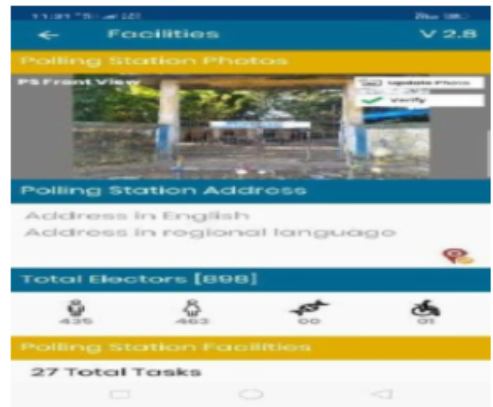 Facilities V 2.8
Polling Station Photos
PS Front View
Update Photo
Verify
Polling Station Address
Address in English
Address in regional language
Total Electors [898]
435 463 00 01
Polling Station Facilities
27 Total Tasks